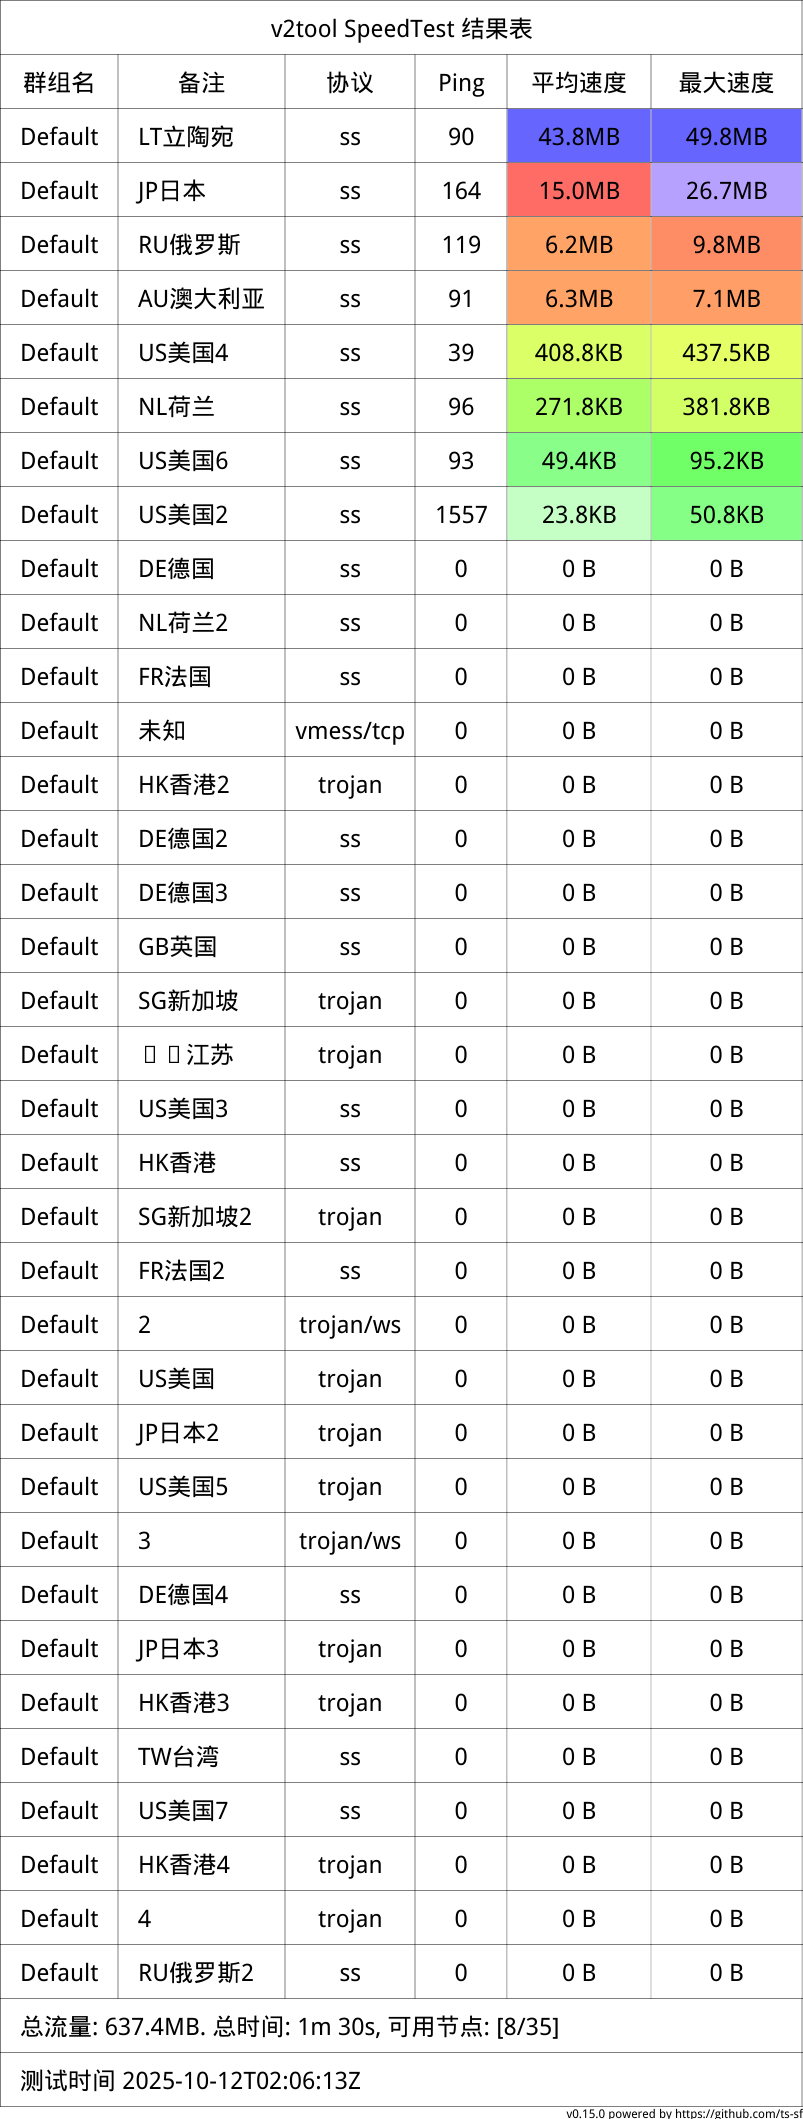 v2tool SpeedTest 结果表
群组名 备注 协议 Ping 平均速度 最大速度
Default LT立陶宛 ss 90 43.8MB 49.8MB
Default JP日本 ss 164 15.0MB 26.7MB
Default RU俄罗斯 ss 119 6.2MB 9.8MB
Default AU澳大利亚 ss 91 6.3MB 7.1MB
Default US美国4 ss 39 408.8KB 437.5KB
Default NL荷兰 ss 96 271.8KB 381.8KB
Default US美国6 ss 93 49.4KB 95.2KB
Default US美国2 ss 1557 23.8KB 50.8KB
Default DE德国 ss 0 0 B 0 B
Default NL荷兰2 ss 0 0 B 0 B
Default FR法国 ss 0 0 B 0 B
Default 未知 vmess/tcp 0 0 B 0 B
Default HK香港2 trojan 0 0 B 0 B
Default DE德国2 ss 0 0 B 0 B
Default DE德国3 ss 0 0 B 0 B
Default GB英国 ss 0 0 B 0 B
Default SG新加坡 trojan 0 0 B 0 B
Default 江苏 trojan 0 0 B 0 B
Default US美国3 ss 0 0 B 0 B
Default HK香港 ss 0 0 B 0 B
Default SG新加坡2 trojan 0 0 B 0 B
Default FR法国2 ss 0 0 B 0 B
Default 2 trojan/ws 0 0 B 0 B
Default US美国 trojan 0 0 B 0 B
Default JP日本2 trojan 0 0 B 0 B
Default US美国5 trojan 0 0 B 0 B
Default 3 trojan/ws 0 0 B 0 B
Default DE德国4 ss 0 0 B 0 B
Default JP日本3 trojan 0 0 B 0 B
Default HK香港3 trojan 0 0 B 0 B
Default TW台湾 ss 0 0 B 0 B
Default US美国7 ss 0 0 B 0 B
Default HK香港4 trojan 0 0 B 0 B
Default 4 trojan 0 0 B 0 B
Default RU俄罗斯2 ss 0 0 B 0 B
总流量: 637.4MB. 总时间: 1m 30s, 可用节点: [8/35]
测试时间 2025-10-12T02:06:13Z
v0.15.0 powered by https://github.com/ts-sf